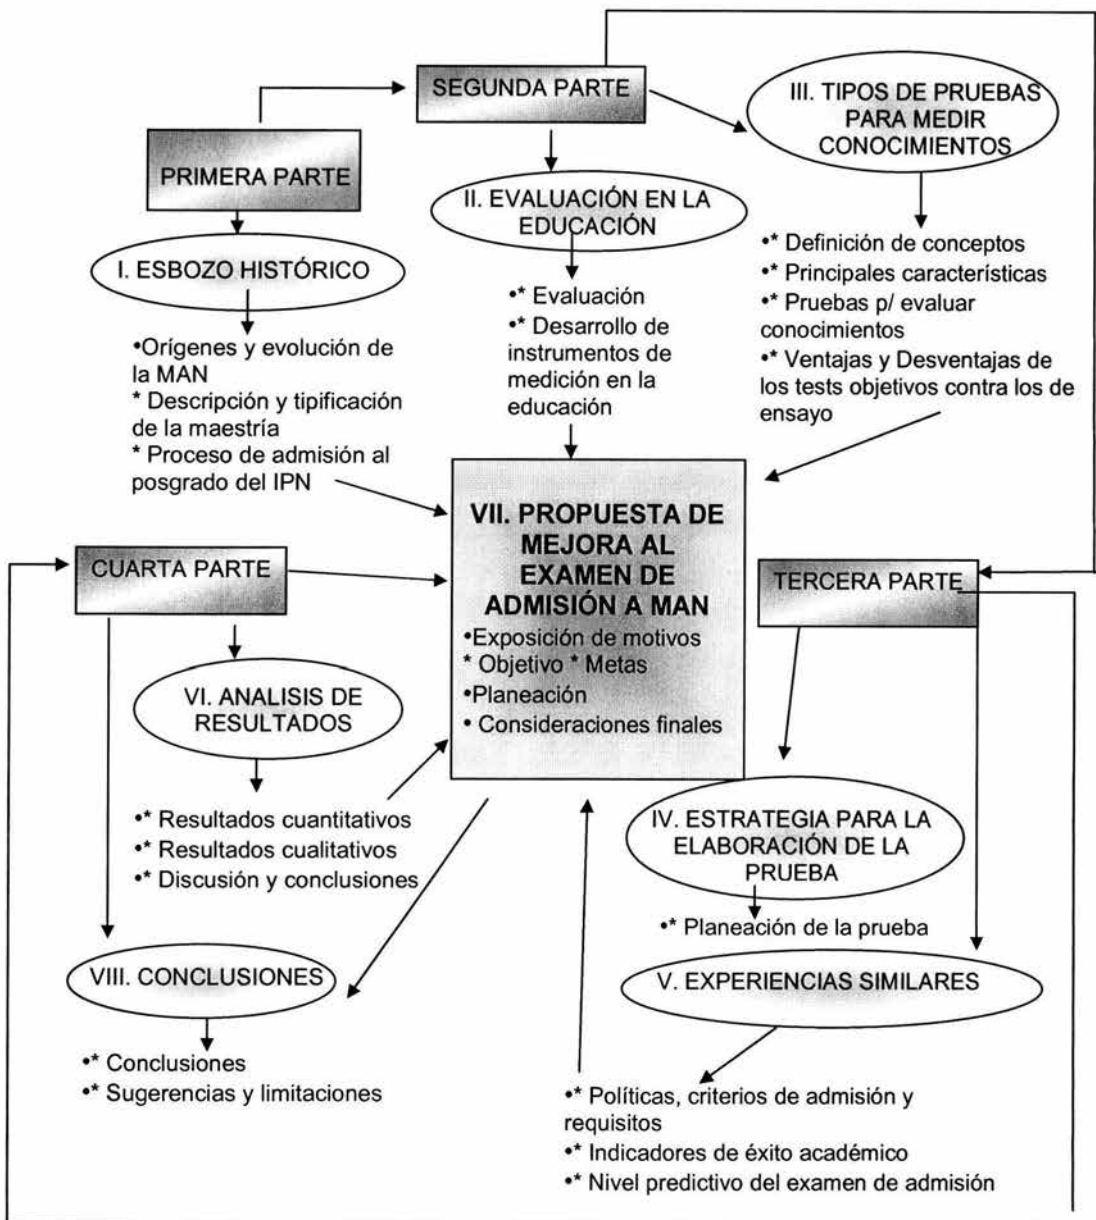 SEGUNDA PARTE
PRIMERA PARTE
I. ESBOZO HISTÓRICO
•Orígenes y evolución de
la MAN
* Descripción y tipificación
de la maestría
* Proceso de admisión al
posgrado del IPN
II. EVALUACIÓN EN LA
EDUCACIÓN
•* Evaluación
•* Desarrollo de
instrumentos de
medición en la
educación
III. TIPOS DE PRUEBAS
PARA MEDIR
CONOCIMIENTOS
•* Definición de conceptos
•* Principales características
•* Pruebas p/ evaluar
conocimientos
•* Ventajas y Desventajas de
los tests objetivos contra los de
ensayo
VII. PROPUESTA DE
MEJORA AL
EXAMEN DE
ADMISIÓN A MAN
•Exposición de motivos
* Objetivo * Metas
•Planeación
• Consideraciones finales
CUARTA PARTE
VI. ANALISIS DE
RESULTADOS
•* Resultados cuantitativos
•* Resultados cualitativos
•* Discusión y conclusiones
VIII. CONCLUSIONES
•* Conclusiones
•* Sugerencias y limitaciones
TERCERA PARTE
IV. ESTRATEGIA PARA LA
ELABORACIÓN DE LA
PRUEBA
•* Planeación de la prueba
V. EXPERIENCIAS SIMILARES
•* Políticas, criterios de admisión y
requisitos
•* Indicadores de éxito académico
•* Nivel predictivo del examen de admisión